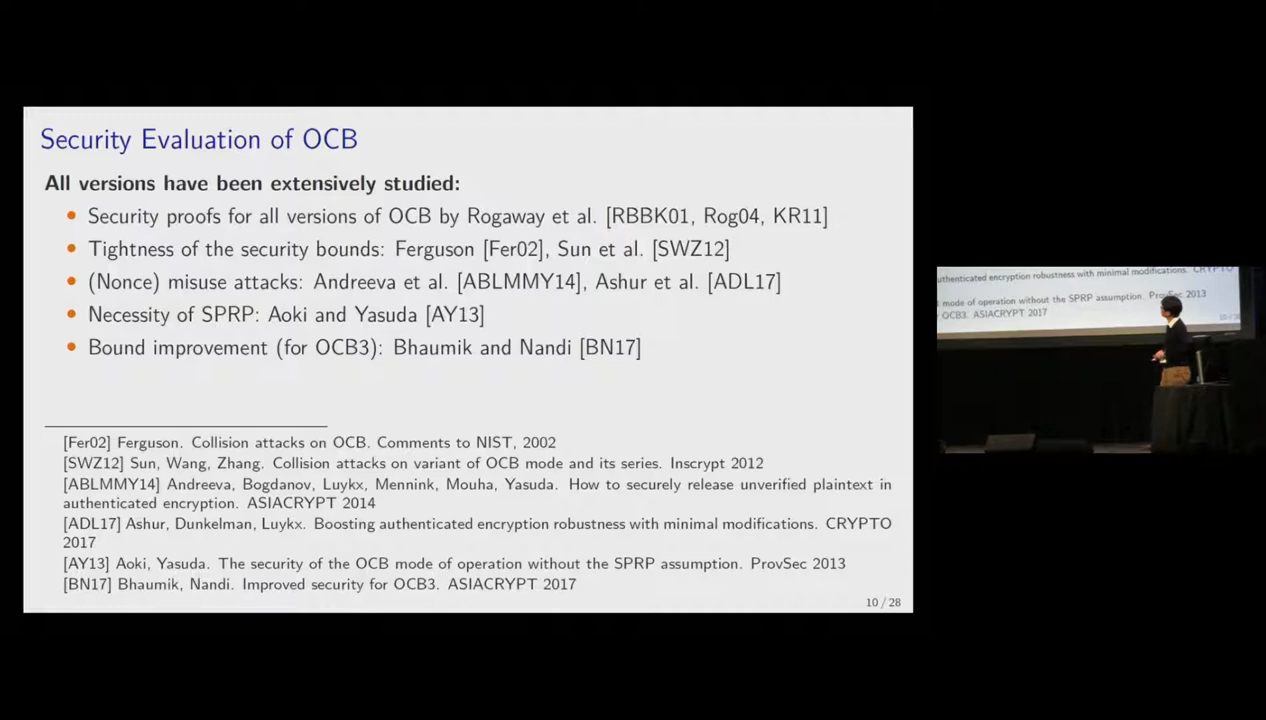 Security Evaluation of OCB
All versions have been extensively studied:
• Security proofs for all versions of OCB by Rogaway et al. [RBBK01, Rog04, KR11]
• Tightness of the security bounds: Ferguson [Fer02], Sun et al. [SWZ12]
• (Nonce) misuse attacks: Andreeva et al. [ABLMMY14], Ashur et al. [ADL17]
• Necessity of SPRP: Aoki and Yasuda [AY13]
• Bound improvement (for OCB3): Bhaumik and Nandi [BN17]
[Fer02] Ferguson. Collision attacks on OCB. Comments to NIST, 2002
[SWZ12] Sun, Wang, Zhang. Collision attacks on variant of OCB mode and its series. Inscrypt 2012
[ABLMMY14] Andreeva, Bogdanov, Luykx, Mennink, Mouha, Yasuda. How to securely release unverified plaintext in
authenticated encryption. ASIACRYPT 2014
[ADL17] Ashur, Dunkelman, Luykx. Boosting authenticated encryption robustness with minimal modifications. CRYPTO
2017
[AY13] Aoki, Yasuda. The security of the OCB mode of operation without the SPRP assumption. ProvSec 2013
[BN17] Bhaumik, Nandi. Improved security for OCB3. ASIACRYPT 2017
10 / 28
authenticated encryption robustness with minimal modifications. CRYPTO
mode of operation without the SPRP assumption. ProvSec 2013
OCB3. ASIACRYPT 2017
10 / 28